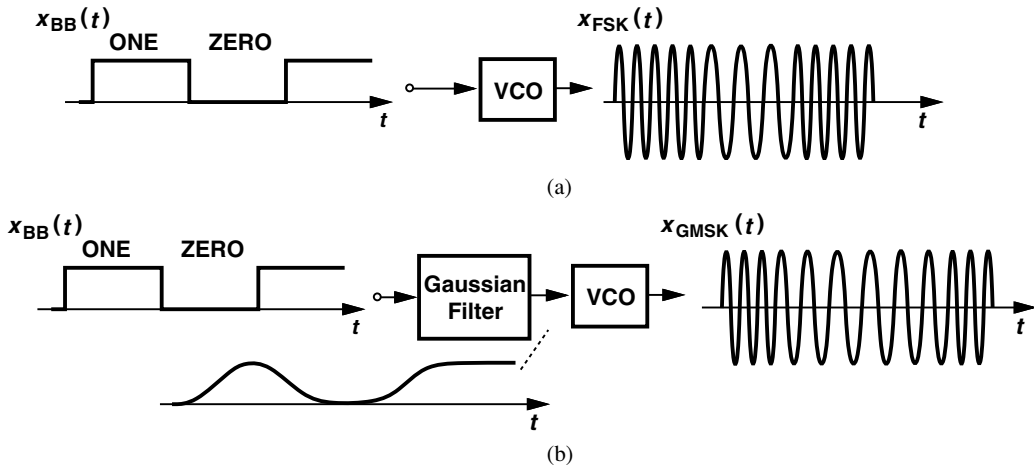 x_BB(t)
ONE ZERO
t
VCO
x_FSK(t)
t
(a)
x_BB(t)
ONE ZERO
t
Gaussian
Filter
VCO
x_GMSK(t)
t
t
(b)